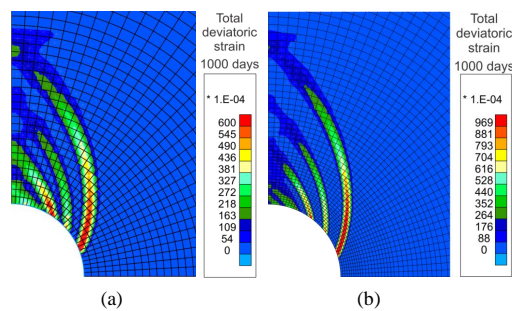 Total
deviatoric
strain
1000 days
* 1.E-04
600
545
490
436
381
327
272
218
163
109
54
0
(a)
Total
deviatoric
strain
1000 days
* 1.E-04
969
881
793
704
616
528
440
352
264
176
88
0
(b)